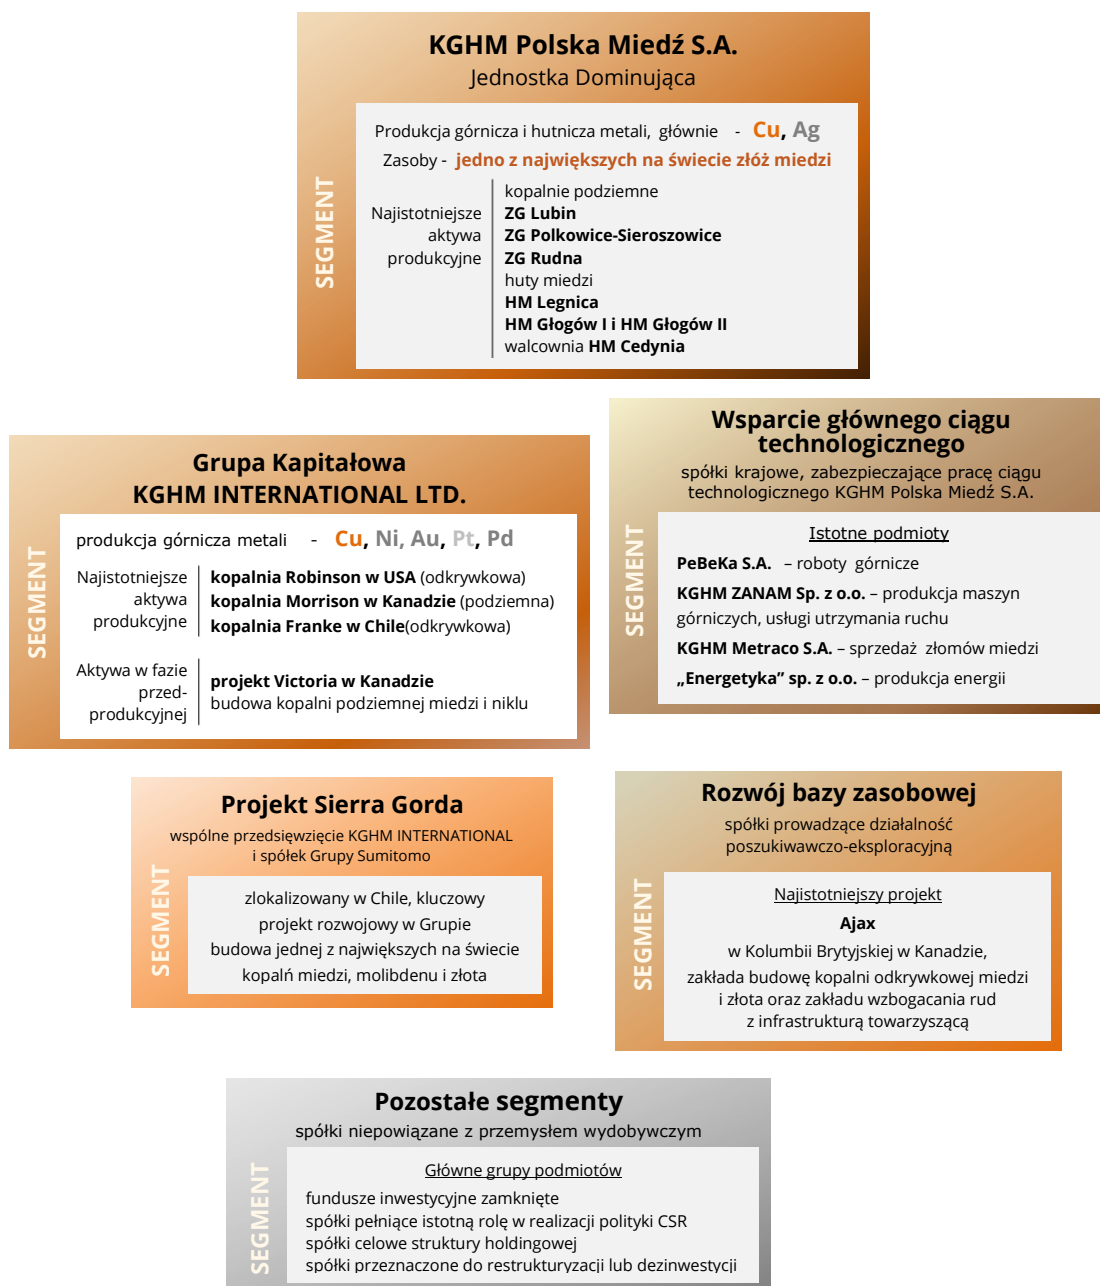 KGHM Polska Miedź S.A.
Jednostka Dominująca
SEGMENT
Produkcja górnicza i hutnicza metali, głównie - Cu, Ag
Zasoby - jedno z największych na świecie złóż miedzi
Najistotniejsze
aktywa
produkcyjne
kopalnie podziemne
ZG Lubin
ZG Polkowice-Sieroszowice
ZG Rudna
huty miedzi
HM Legnica
HM Głogów I i HM Głogów II
walcownia HM Cedynia
Grupa Kapitałowa
KGHM INTERNATIONAL LTD.
SEGMENT
produkcja górnicza metali - Cu, Ni, Au, Pt, Pd
Najistotniejsze
aktywa
produkcyjne
kopalnia Robinson w USA (odkrywkowa)
kopalnia Morrison w Kanadzie (podziemna)
kopalnia Franke w Chile(odkrywkowa)
Aktywa w fazie
przed-
produkcyjnej
projekt Victoria w Kanadzie
budowa kopalni podziemnej miedzi i niklu
Wsparcie głównego ciągu
technologicznego
spółki krajowe, zabezpieczające pracę ciągu
technologicznego KGHM Polska Miedź S.A.
SEGMENT
Istotne podmioty
PeBeKa S.A. – roboty górnicze
KGHM ZANAM Sp. z o.o. – produkcja maszyn
górniczych, usługi utrzymania ruchu
KGHM Metraco S.A. – sprzedaż złomów miedzi
„Energetyka” sp. z o.o. – produkcja energii
Projekt Sierra Gorda
wspólne przedsięwzięcie KGHM INTERNATIONAL
i spółek Grupy Sumitomo
SEGMENT
zlokalizowany w Chile, kluczowy
projekt rozwojowy w Grupie
budowa jednej z największych na świecie
kopalń miedzi, molibdenu i złota
Rozwój bazy zasobowej
spółki prowadzące działalność
poszukiwawczo-eksploracyjną
SEGMENT
Najistotniejszy projekt
Ajax
w Kolumbii Brytyjskiej w Kanadzie,
zakłada budowę kopalni odkrywkowej miedzi
i złota oraz zakładu wzbogacania rud
z infrastrukturą towarzyszącą
Pozostałe segmenty
spółki niepowiązane z przemysłem wydobywczym
SEGMENT
Główne grupy podmiotów
fundusze inwestycyjne zamknięte
spółki pełniące istotną rolę w realizacji polityki CSR
spółki celowe struktury holdingowej
spółki przeznaczone do restrukturyzacji lub dezinwestycji